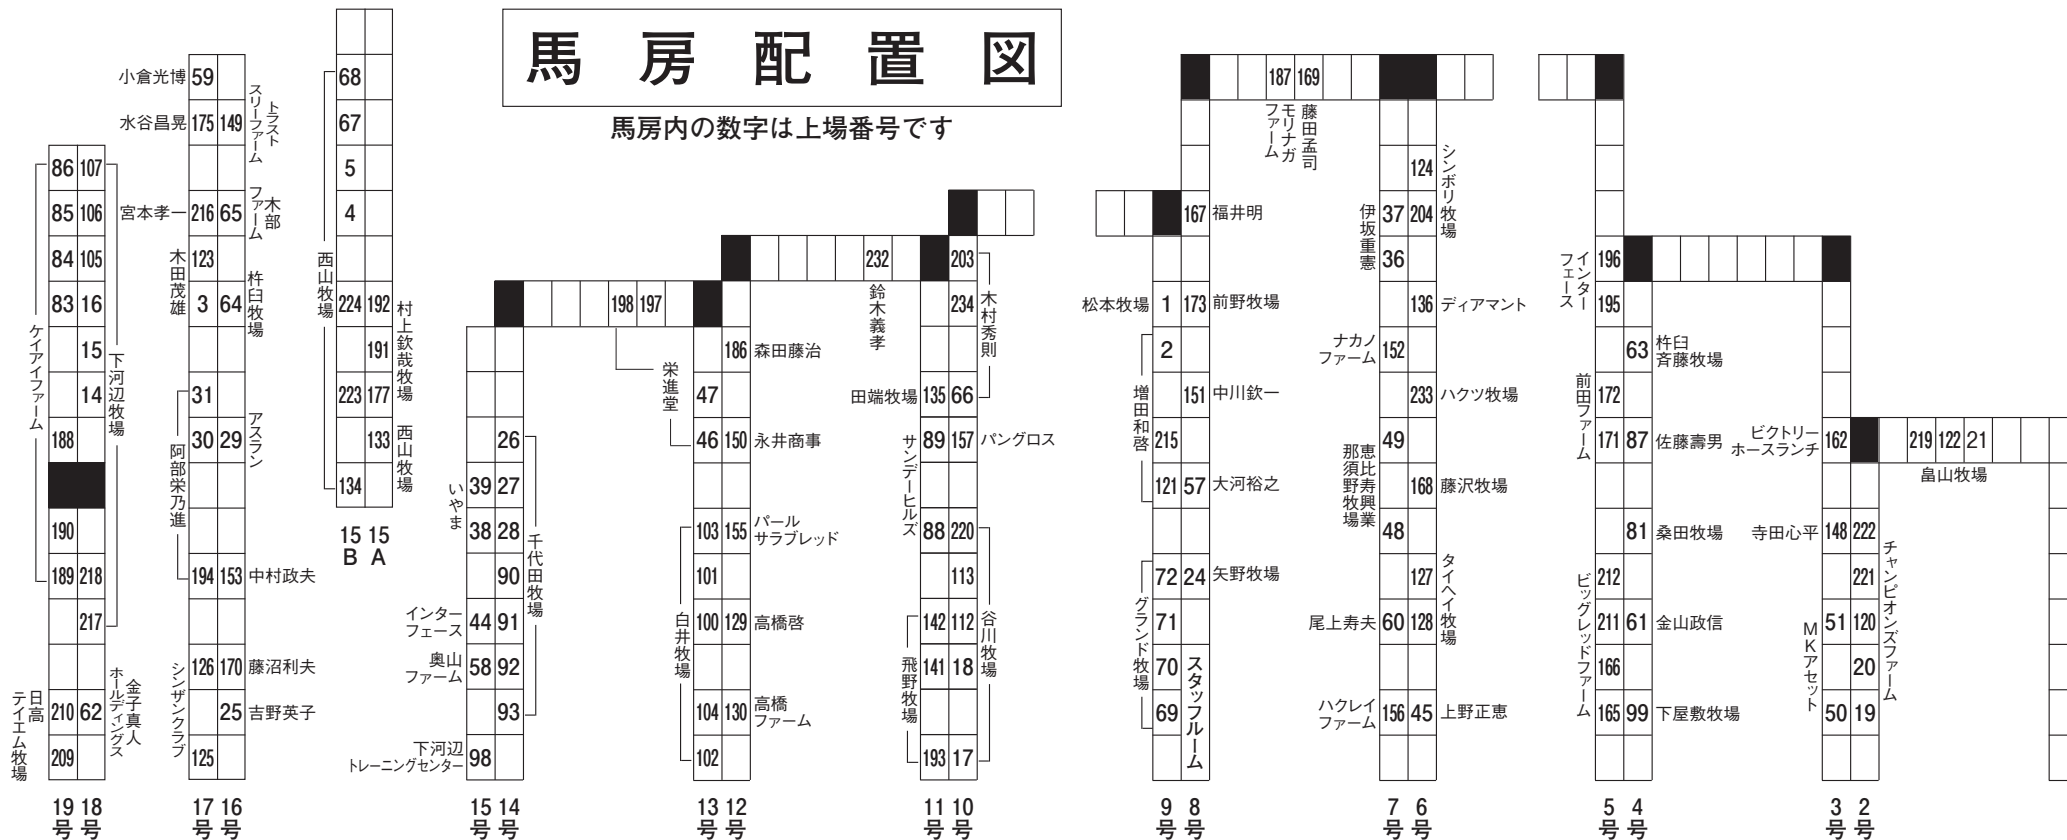 馬房配置図
馬房内の数字は上場番号です
ケイアイファーム
86 107
85 106
84 105
83 16
15
14
188
190
189 218
217
210 62
209
下河辺牧場
日高テイエム牧場
金子真人ホールディングス
19号 18号
小倉光博
59
水谷昌晃
175 149
トラストスリーファーム
宮本孝一
216 65
木部ファーム
木田茂雄
123
3 64
杵臼牧場
31
30 29
アスラン
阿部栄乃進
194 153
中村政夫
シンザンクラブ
126 170
藤沼利夫
25
吉野英子
125
17号 16号
西山牧場
68
67
5
4
224 192
191
223 177
133
134
村上欽哉牧場
西山牧場
15B 15A
198 197
栄進堂
26
いやま
39 27
38 28
90
千代田牧場
インターフェース
44 91
奥山ファーム
58 92
93
下河辺トレーニングセンター
98
15号 14号
232
鈴木義孝
186
森田藤治
47
46 150
永井商事
白井牧場
103 155
パールサラブレッド
101
100 129
高橋啓
104 130
高橋ファーム
102
13号 12号
203
234
木村秀則
田端牧場
135 66
サンデーヒルズ
89 157
パングロス
88 220
113
谷川牧場
飛野牧場
142 112
141 18
193 17
11号 10号
187 169
モリナガファーム
藤田孟司
167
福井明
松本牧場
1 173
前野牧場
増田和啓
2
151
中川欽一
215
121 57
大河裕之
グランド牧場
72 24
矢野牧場
71
70
69
スタッフルーム
9号 8号
124
シンボリ牧場
伊坂重憲
37 204
36
136
ディアマント
ナカノファーム
152
233
ハクツ牧場
恵比寿興業那須野牧場
49
168
藤沢牧場
48
127
タイヘイ牧場
尾上寿夫
60 128
ハクレイファーム
156 45
上野正恵
7号 6号
インターフェース
196
195
63
杵臼斉藤牧場
前田ファーム
172
171 87
佐藤壽男
81
桑田牧場
ビッグレッドファーム
212
211 61
金山政信
166
165 99
下屋敷牧場
5号 4号
ビクトリーホースランチ
162
219 122 21
畠山牧場
寺田心平
148 222
221
チャンピオンズファーム
MKアセット
51 120
20
50 19
3号 2号